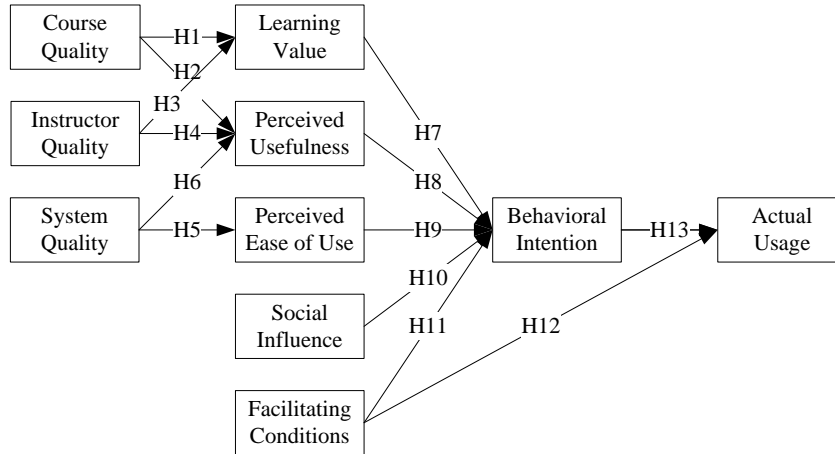 Course
Quality
H1
Learning
Value
H2
H3
Instructor
Quality
H4
Perceived
Usefulness
H7
H6
H8
System
Quality
H5
Perceived
Ease of Use
H9
Behavioral
Intention
H13
Actual
Usage
H10
Social
Influence
H11
H12
Facilitating
Conditions